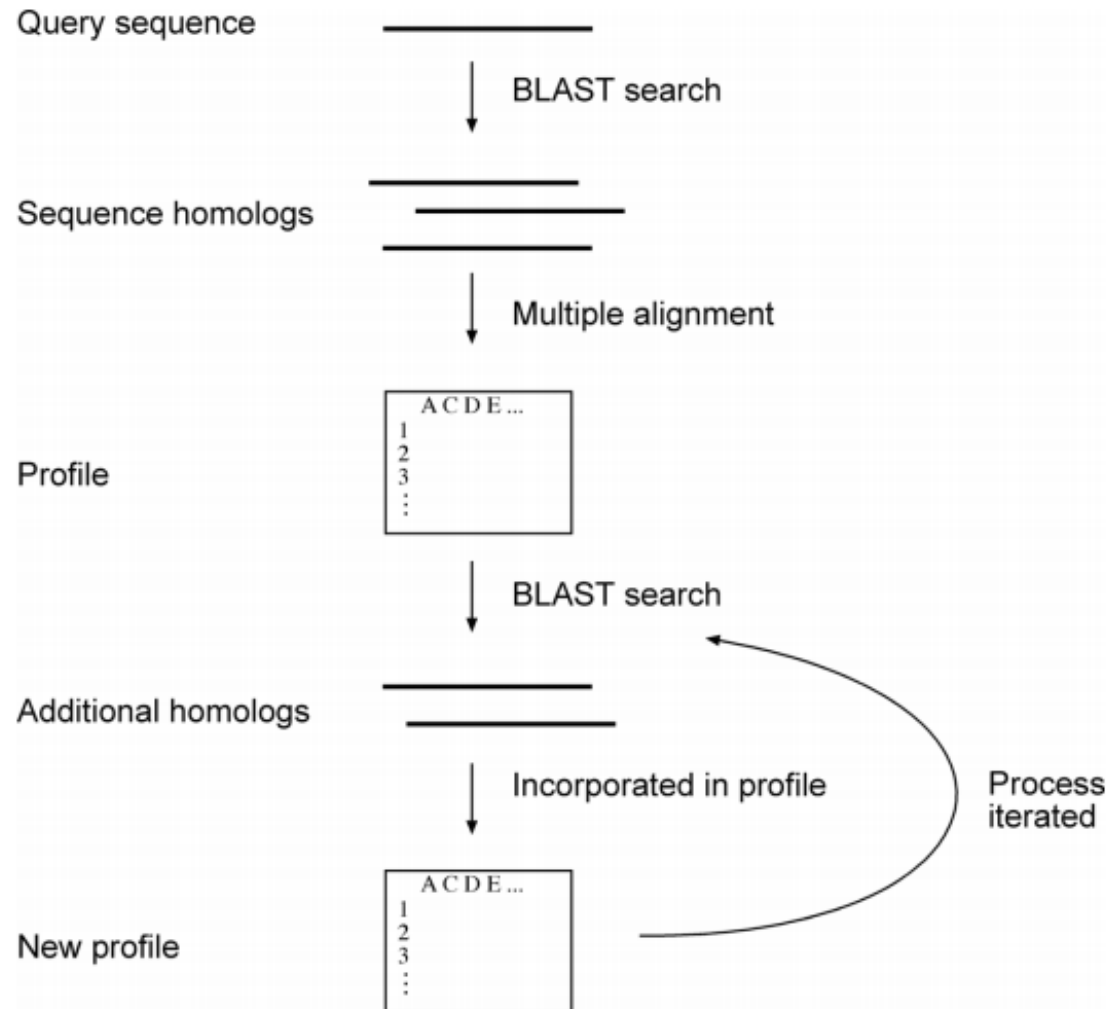 Query sequence
BLAST search
Sequence homologs
Multiple alignment
A C D E ...
1
2
3
⋮
Profile
BLAST search
Additional homologs
Incorporated in profile
Process
iterated
A C D E ...
1
2
3
⋮
New profile